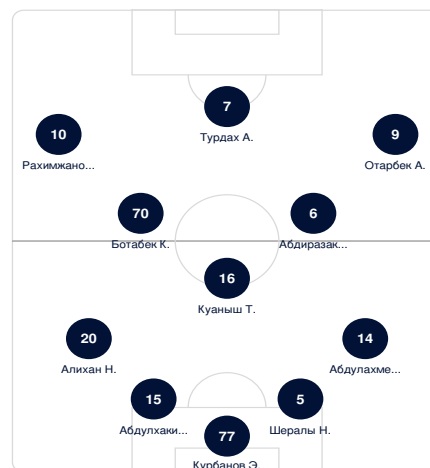 7
Турдах А.
10
Рахимжано...
9
Отарбек А.
70
Ботабек К.
6
Абдиразак...
16
Куаныш Т.
20
Алихан Н.
14
Абдулахме...
15
Абдулхаки...
5
Шералы Н.
77
Курбанов Э.